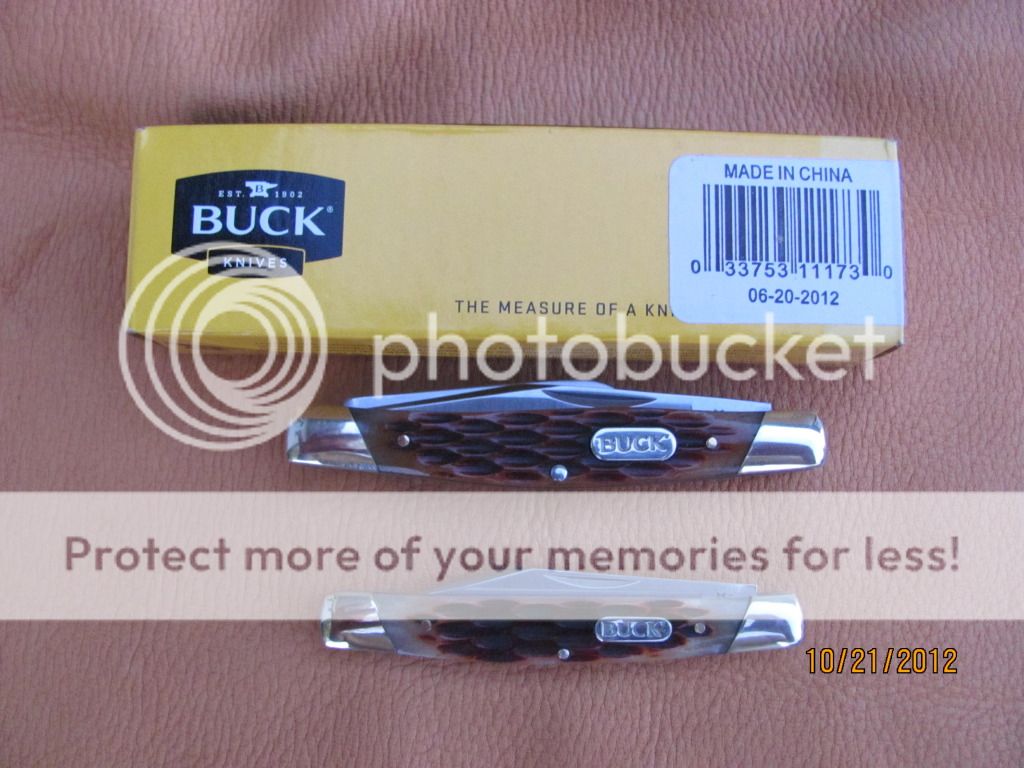 MADE IN CHINA
EST. B 1902
BUCK®
KNIVES
0 33753 11173 0
06-20-2012
THE MEASURE OF A KN
photobucket
BUCK
Protect more of your memories for less!
BUCK
10/21/2012